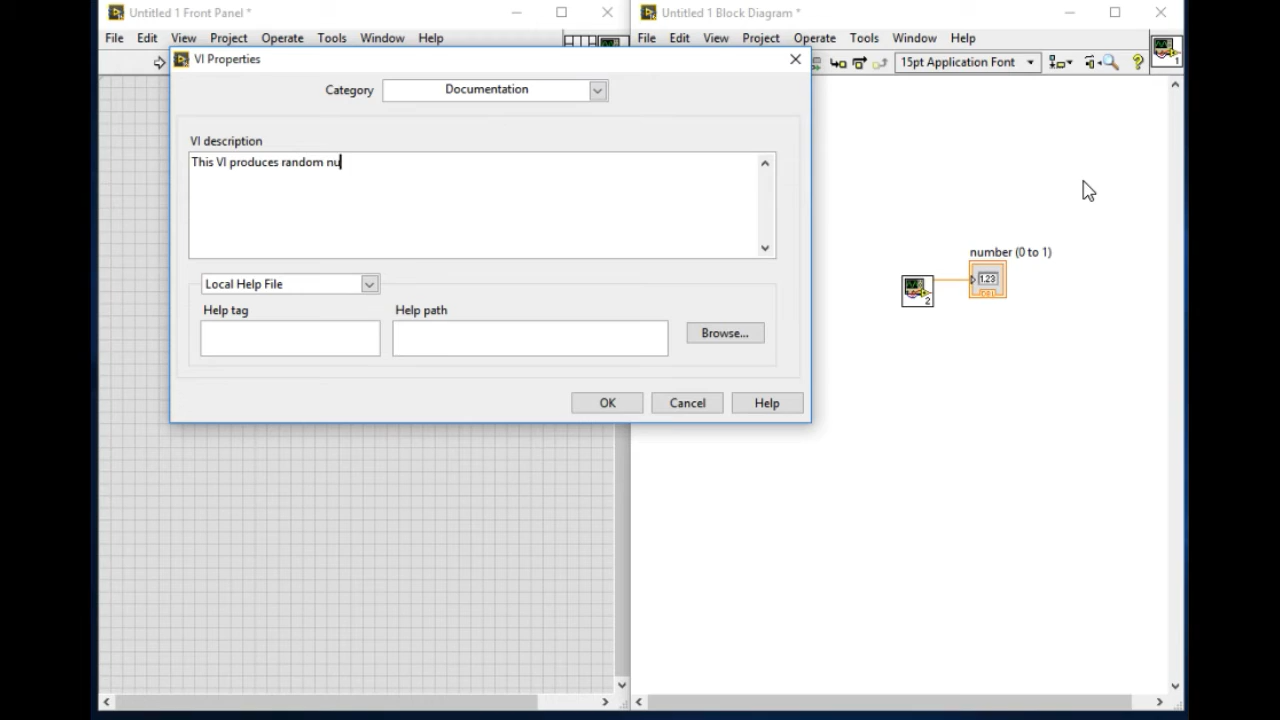 Untitled 1 Front Panel *
File Edit View Project Operate Tools Window Help
Untitled 1 Block Diagram *
File Edit View Project Operate Tools Window Help
15pt Application Font
1
VI Properties
Category Documentation
VI description
This VI produces random nu
Local Help File
Help tag Help path
Browse...
OK Cancel Help
number (0 to 1)
1.23
2